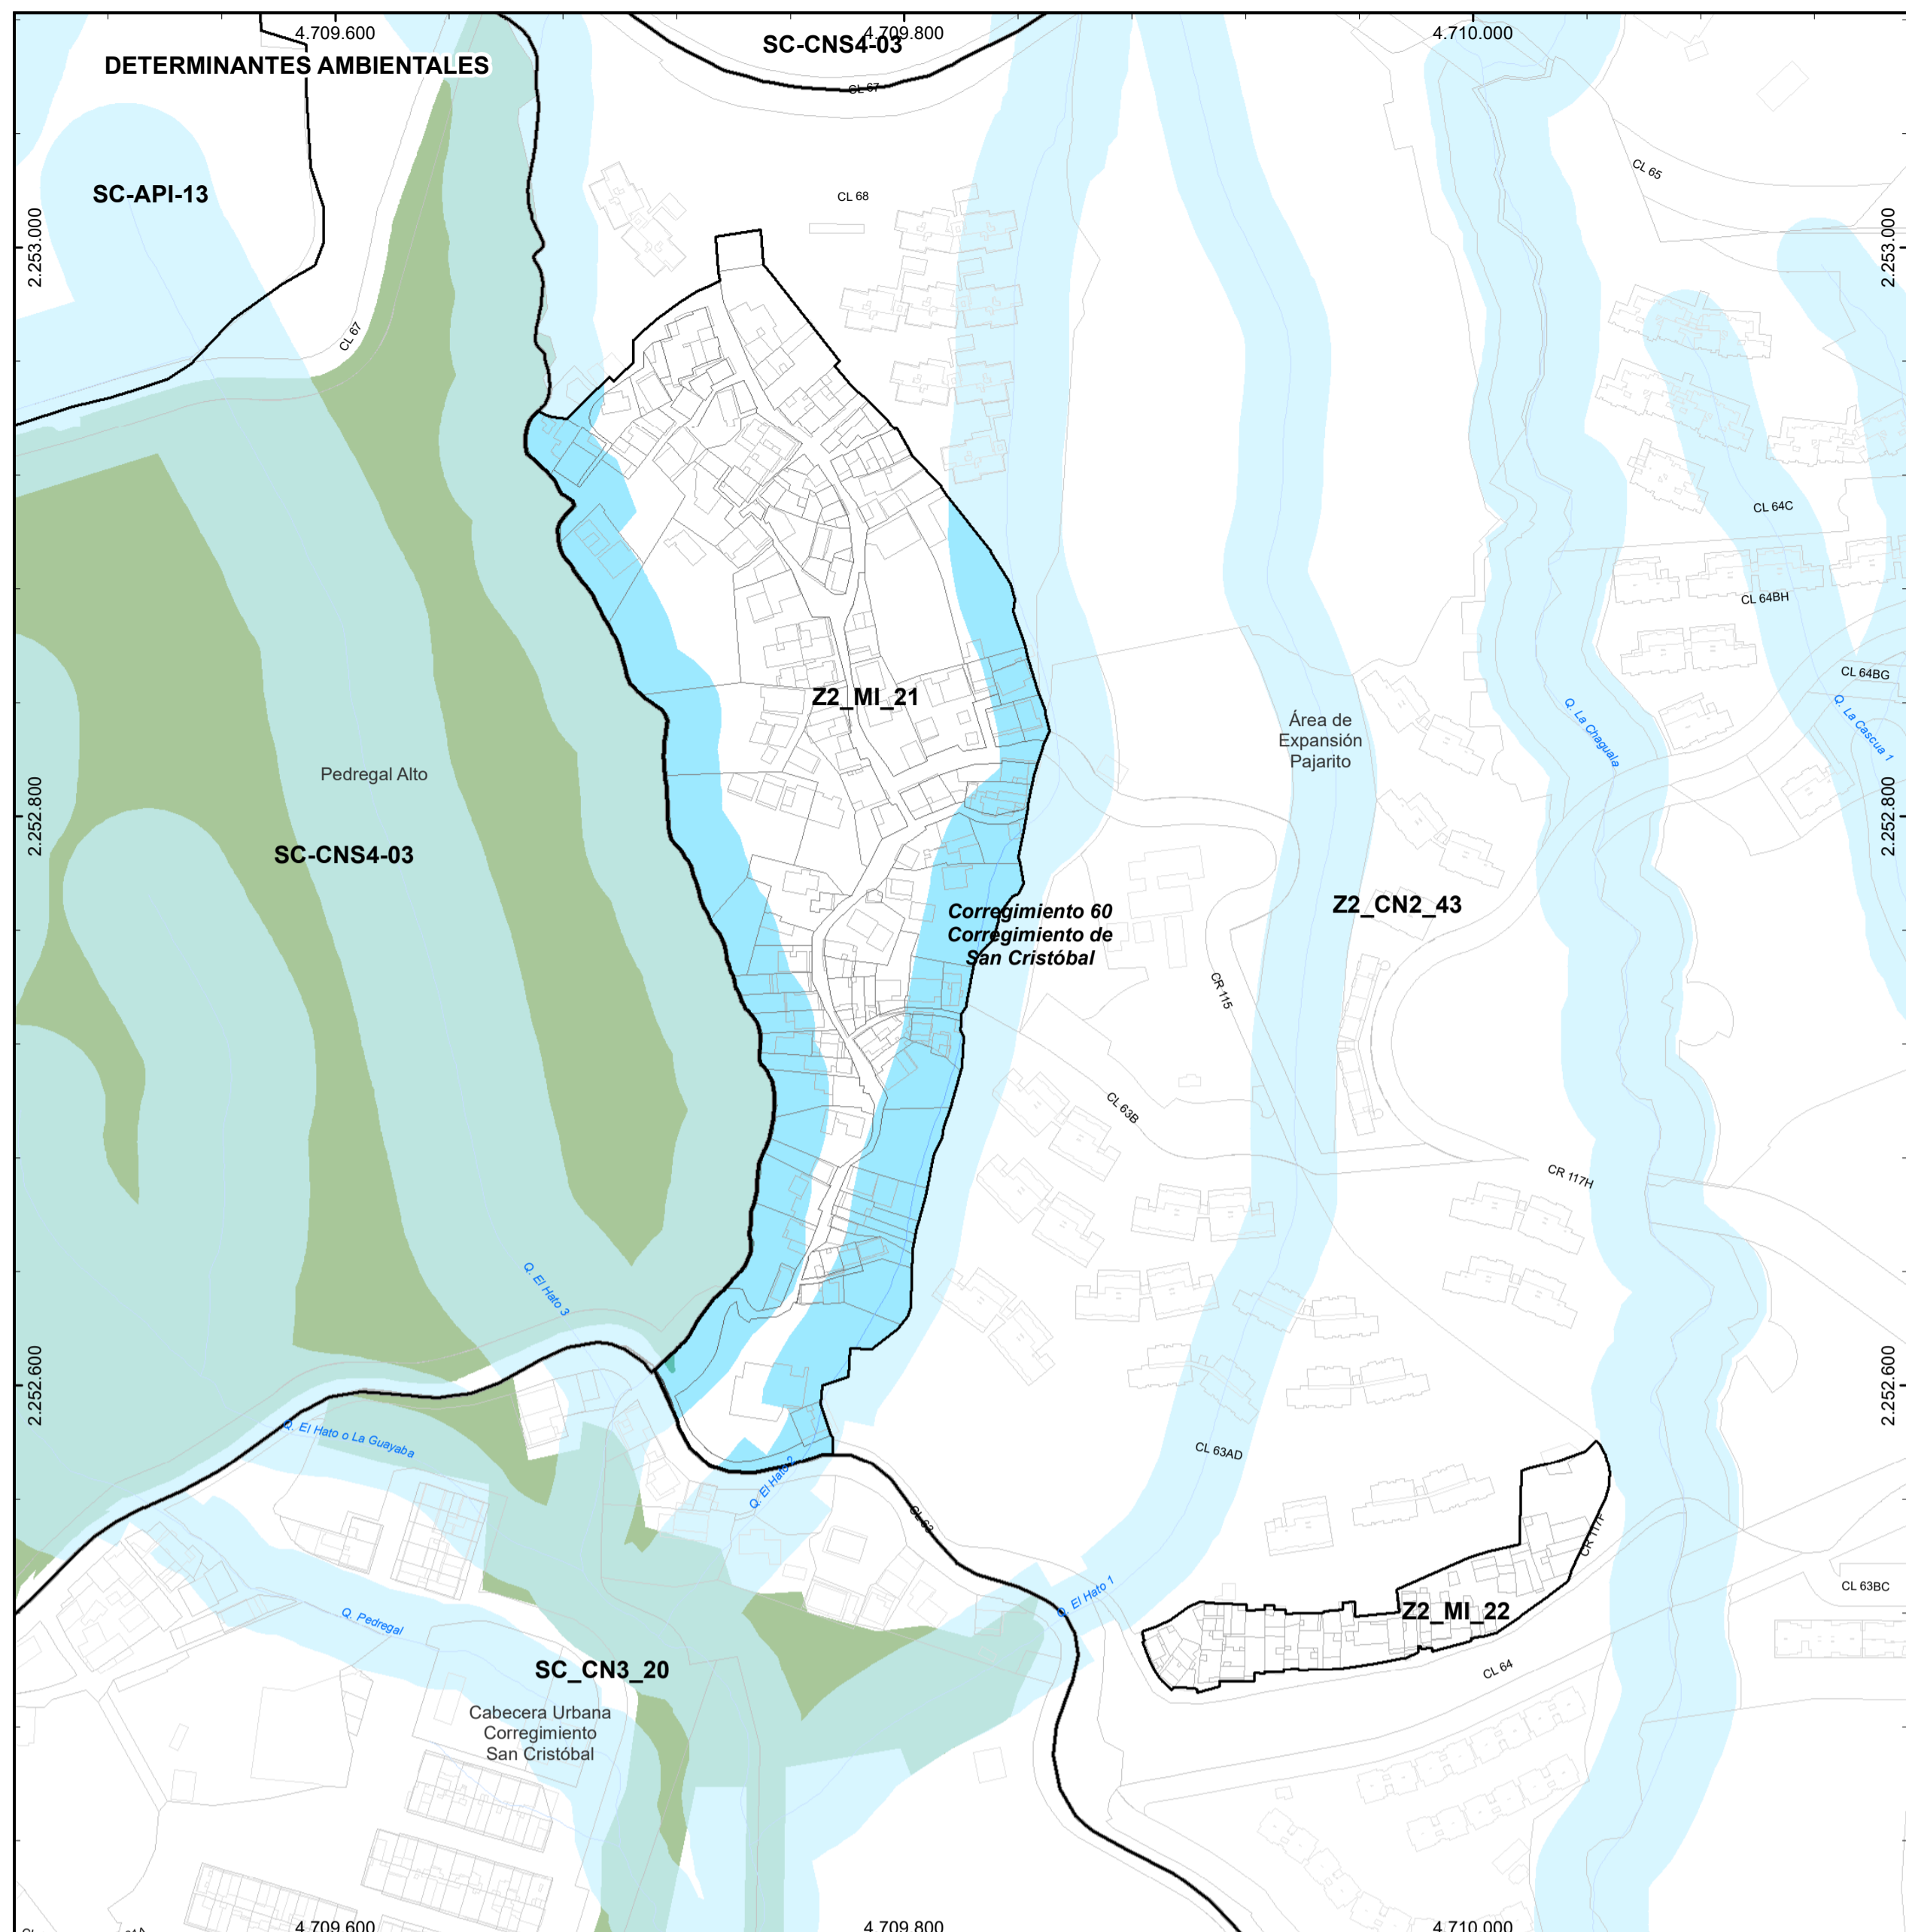 4.709.600
4.709.800
4.710.000
DETERMINANTES AMBIENTALES
SC-CNS4-03
CL 67
SC-API-13
CL 68
CL 65
2.253.000
2.253.000
CL 67
CL 64C
CL 64BH
CL 64BG
Z2_MI_21
Q. La Chaguala
Q. La Cascua 1
Área de
Expansión
Pajarito
Pedregal Alto
2.252.800
2.252.800
SC-CNS4-03
Z2_CN2_43
Corregimiento 60
Corregimiento de
San Cristóbal
CR 115
CL 63B
CR 117H
Q. El Hato 3
2.252.600
2.252.600
Q. El Hato o La Guayaba
CL 63AD
Q. El Hato 2
CL 63
CR 117F
Q. El Hato 1
CL 63BC
Q. Pedregal
Z2_MI_22
SC_CN3_20
CL 64
Cabecera Urbana
Corregimiento
San Cristóbal
4.709.600
4.709.800
4.710.000